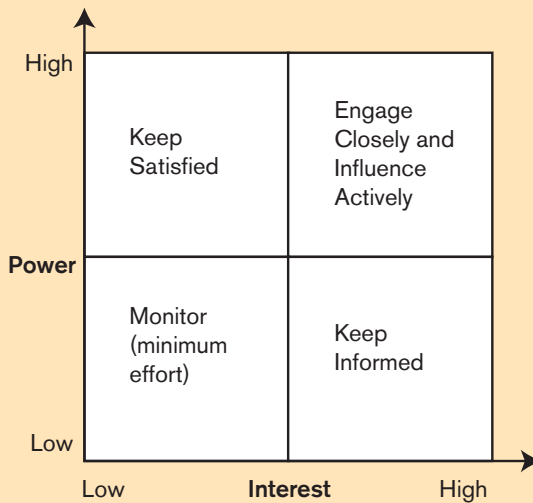 High
Keep
Satisfied
Engage
Closely and
Influence
Actively
Power
Monitor
(minimum
effort)
Keep
Informed
Low
Low
Interest
High